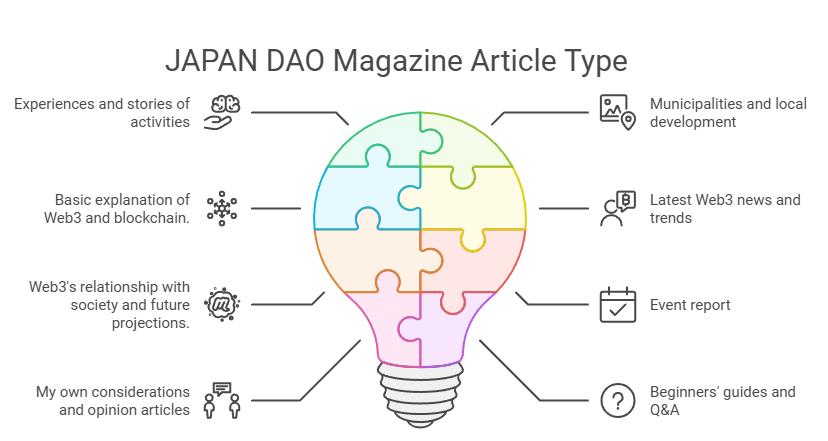 JAPAN DAO Magazine Article Type
Experiences and stories of
activities
Basic explanation of
Web3 and blockchain.
Web3's relationship with
society and future
projections.
My own considerations
and opinion articles
Municipalities and local
development
Latest Web3 news and
trends
Event report
Beginners' guides and
Q&A